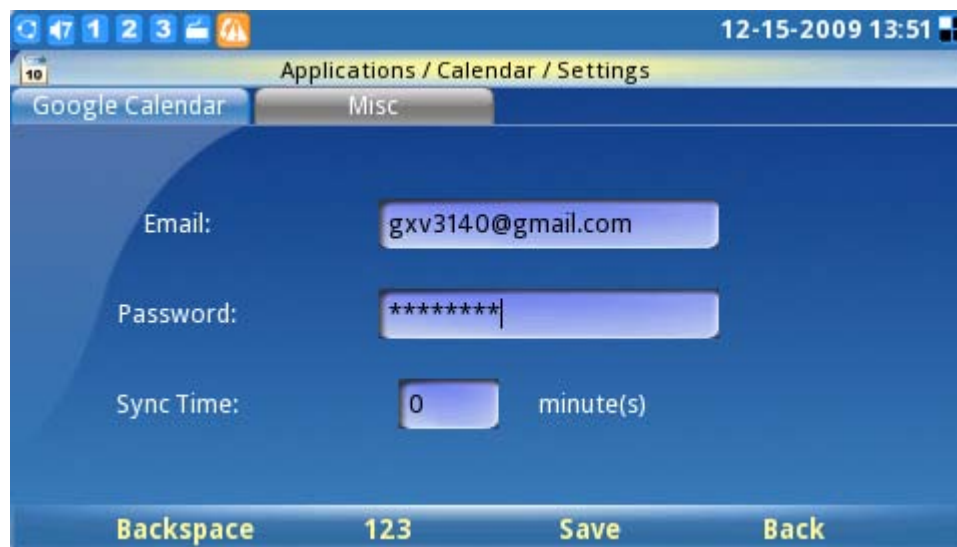 7 1 2 3 12-15-2009 13:51
10 Applications / Calendar / Settings
Google Calendar Misc
Email: gxv3140@gmail.com
Password: ********
Sync Time: 0 minute(s)
Backspace 123 Save Back